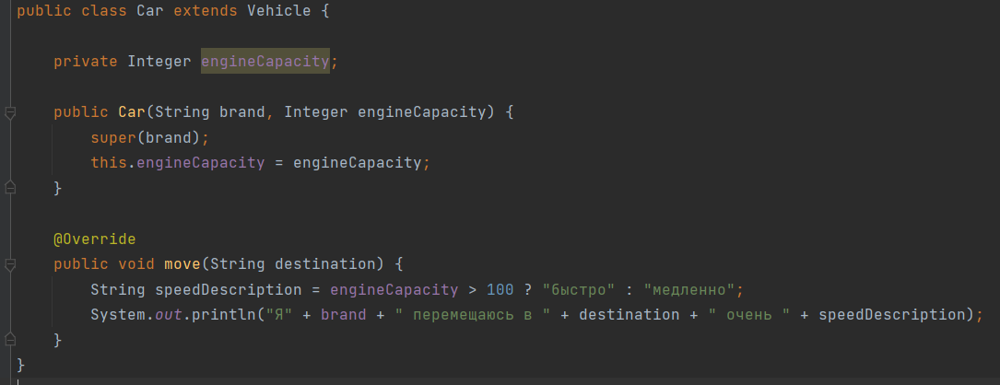 public class Car extends Vehicle {
private Integer engineCapacity;
public Car(String brand, Integer engineCapacity) {
super(brand);
this.engineCapacity = engineCapacity;
}
@Override
public void move(String destination) {
String speedDescription = engineCapacity > 100 ? "быстро" : "медленно";
System.out.println("Я" + brand + " перемещаюсь в " + destination + " очень " + speedDescription);
}
}